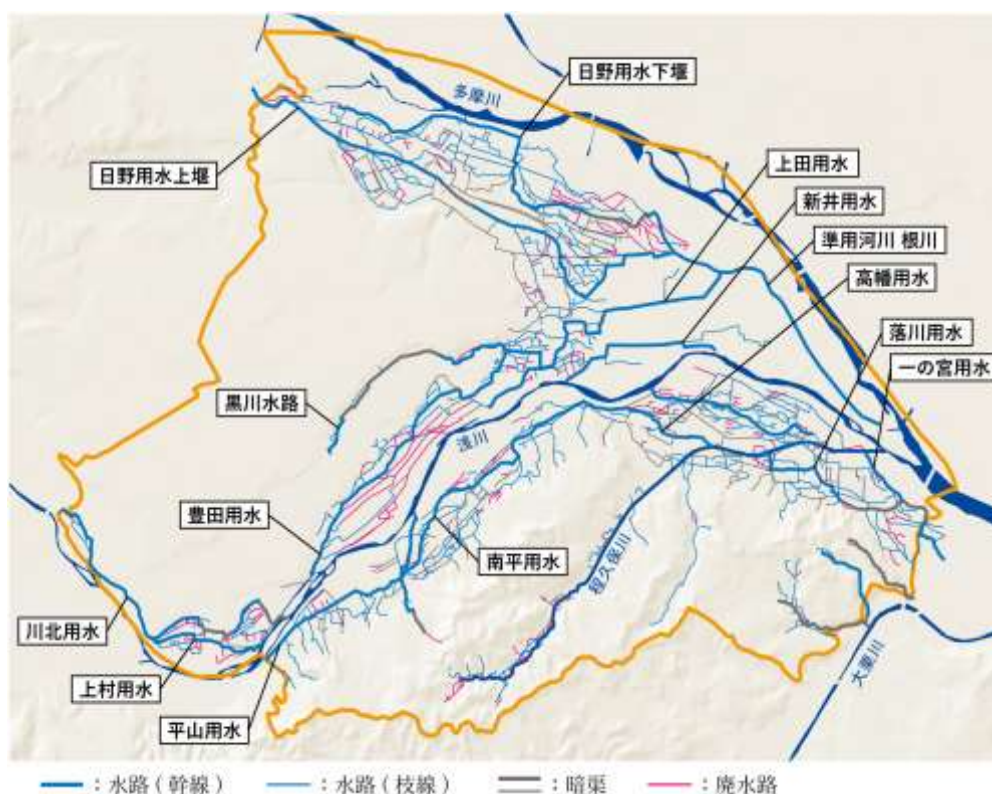 日野用水下堰
多摩川
日野用水上堰
上田用水
新井用水
準用河川 根川
高幡用水
落川用水
一の宮用水
黒川水路
浅川
豊田用水
南平用水
程久保川
川北用水
上村用水
平山用水
大栗川
:水路(幹線) :水路(枝線) :暗渠 :廃水路